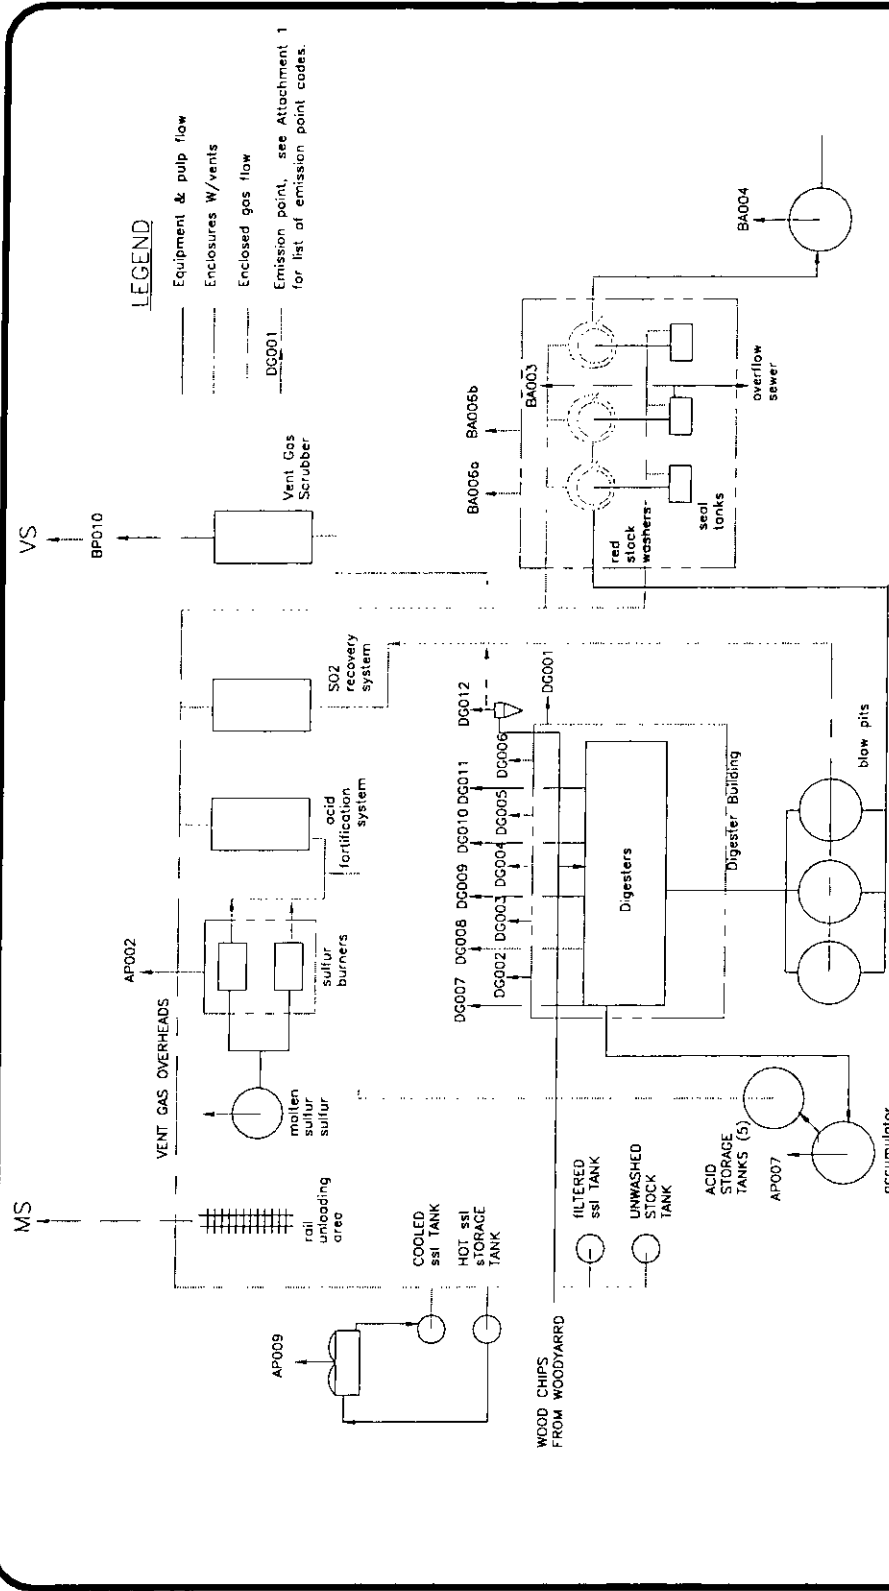 MS
VS
BP010
Vent Gas
Scrubber
LEGEND
Equipment & pulp flow
Enclosures W/vents
Enclosed gas flow
DG001
Emission point, see Attachment 1
for list of emission point codes.
VENT GAS OVERHEADS
AP002
rail
unloading
area
molten
sulfur
sulfur
sulfur
burners
acid
fortification
system
SO2
recovery
system
AP009
COOLED
ssl TANK
HOT ssl
sTORAGE
TANK
WOOD CHIPS
FROM WOODYARRD
fILTERED
ssl TANK
UNWASHED
STOCK
TANK
ACID
STORAGE
TANKS (5)
AP007
accumulator
DG007
DG008
DG009
DG010
DG011
DG012
DG002
DG003
DG004
DG005
DG006
DG001
Digesters
Digester Building
blow pits
BA006a
BA006b
BA003
red
stock
washers
seal
tanks
overflow
sewer
BA004